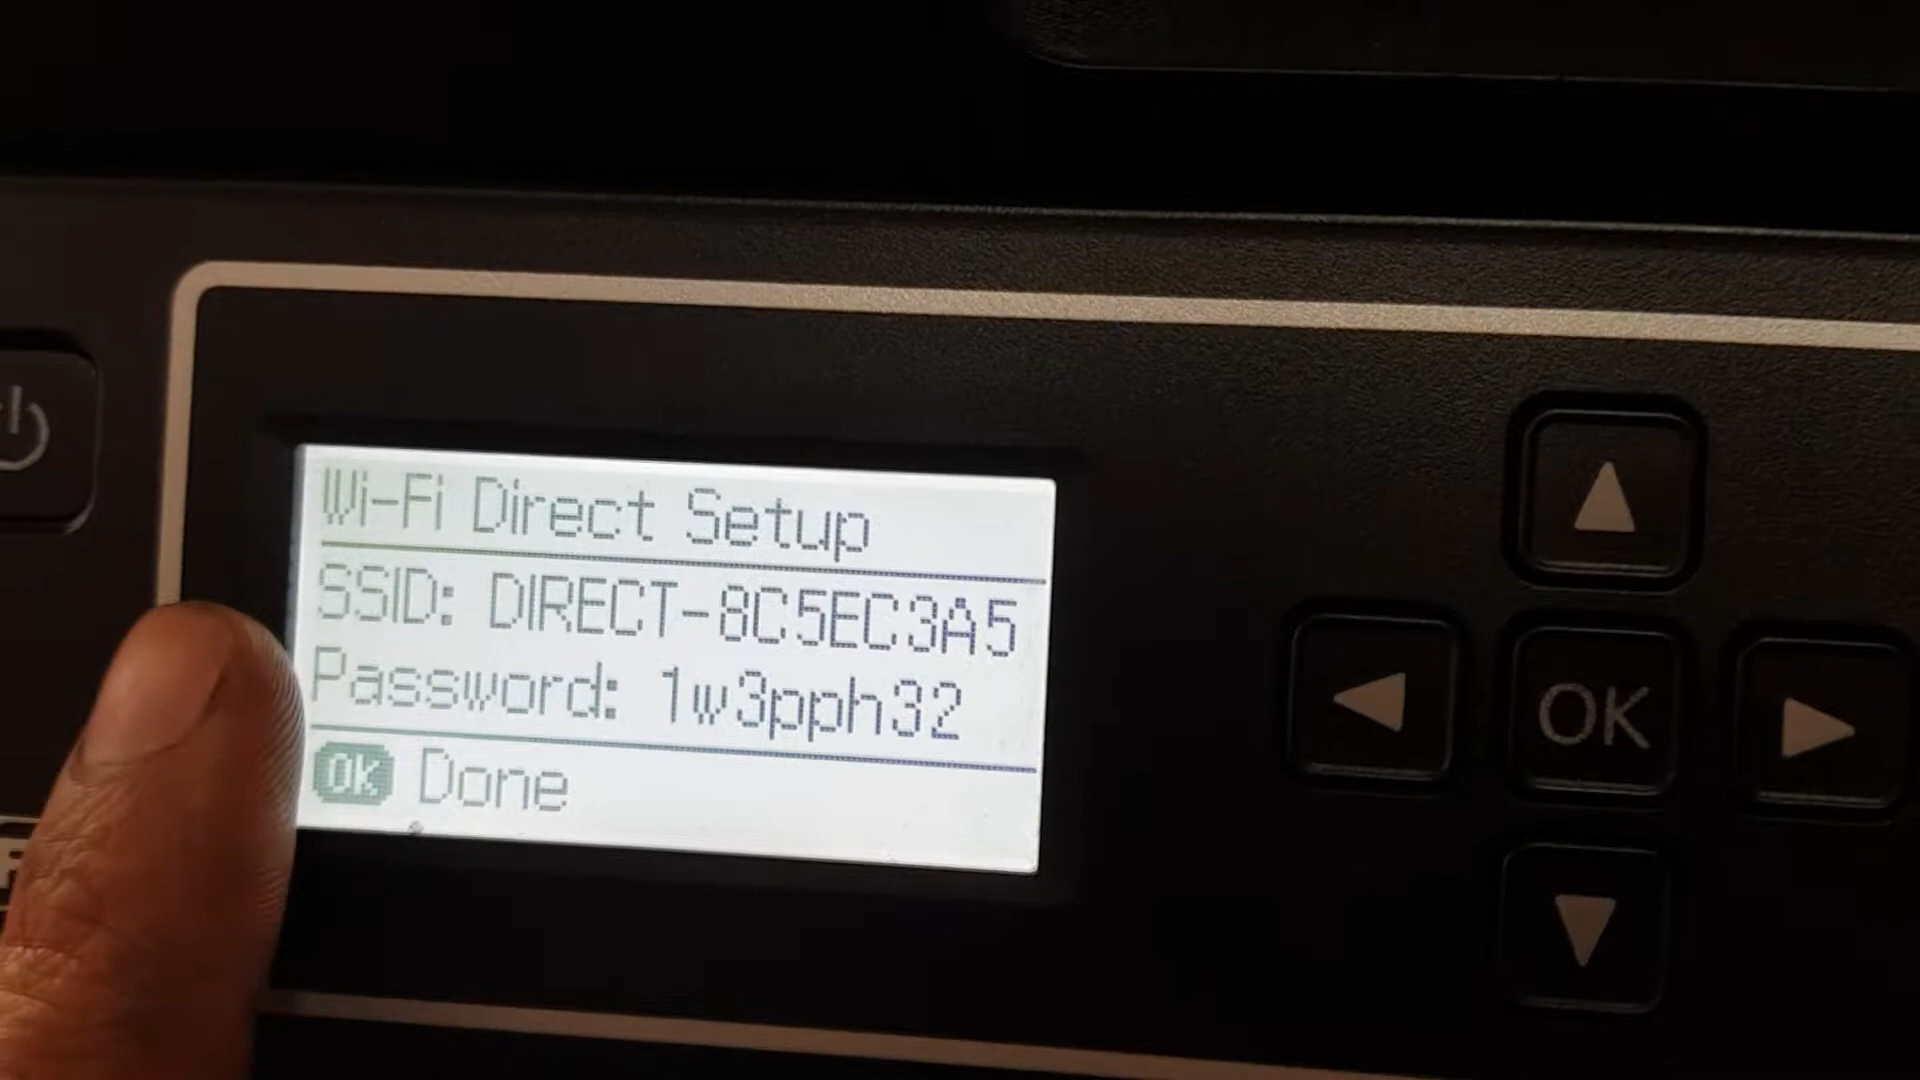 Wi-Fi Direct Setup
SSID: DIRECT-8C5EC3A5
Password: 1w3pph32
OK Done
OK